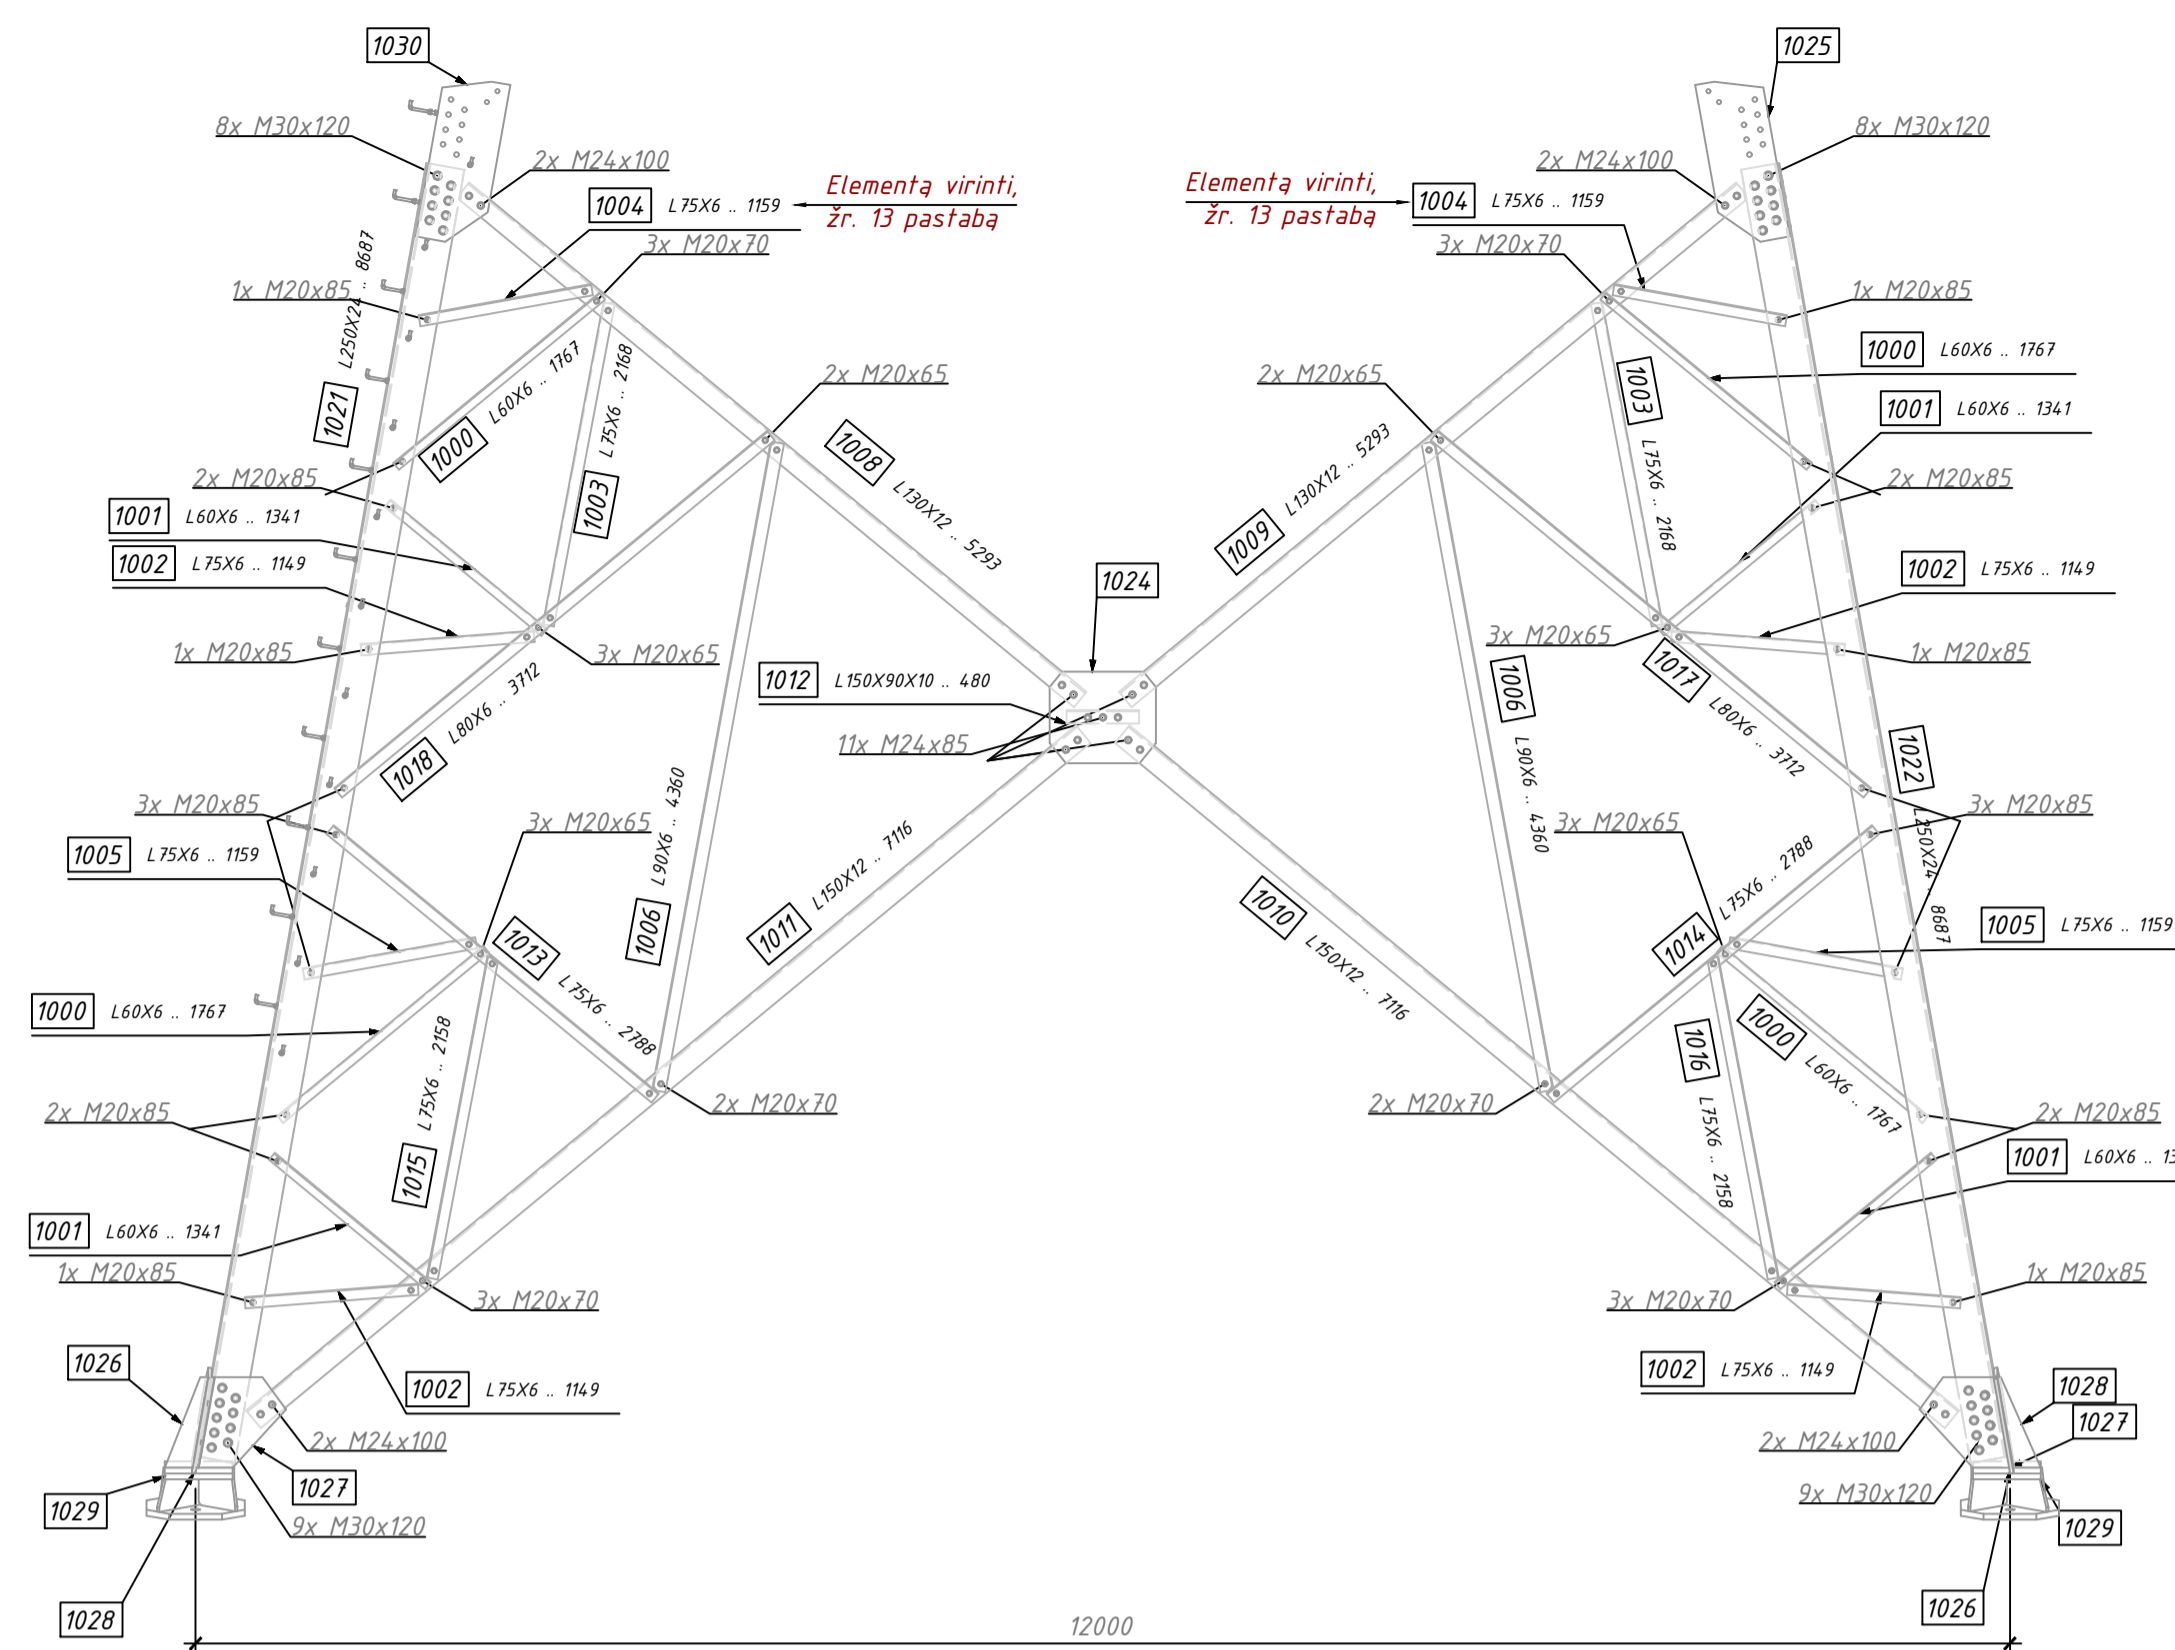 1030
1025
8x M30x120
8x M30x120
2x M24x100
2x M24x100
Elementą virinti,
žr. 13 pastabą
Elementą virinti,
žr. 13 pastabą
1004 L75X6 .. 1159
1004 L75X6 .. 1159
3x M20x70
3x M20x70
1x M20x85
1x M20x85
L250X24 .. 8687
1021
1000 L60X6 .. 1767
1003 L75X6 .. 2168
1003 L75X6 .. 2168
1000 L60X6 .. 1767
2x M20x65
2x M20x65
1001 L60X6 .. 1341
1008 L130X12 .. 5293
1009 L130X12 .. 5293
2x M20x85
2x M20x85
1001 L60X6 .. 1341
1002 L75X6 .. 1149
1002 L75X6 .. 1149
1024
1x M20x85
3x M20x65
3x M20x65
1x M20x85
1012 L150X90X10 .. 480
11x M24x85
1018 L80X6 .. 3712
1017 L80X6 .. 3712
1006 L90X6 .. 4360
1006 L90X6 .. 4360
1022
L250X24 .. 8687
3x M20x85
3x M20x85
3x M20x65
3x M20x65
1005 L75X6 .. 1159
1005 L75X6 .. 1159
1013 L75X6 .. 2788
1014 L75X6 .. 2788
1011 L150X12 .. 7116
1010 L150X12 .. 7116
1000 L60X6 .. 1767
1000 L60X6 .. 1767
1015 L75X6 .. 2158
1016 L75X6 .. 2158
2x M20x85
2x M20x70
2x M20x70
2x M20x85
1001 L60X6 .. 1341
1001 L60X6 .. 13
1x M20x85
3x M20x70
3x M20x70
1x M20x85
1026
1002 L75X6 .. 1149
1002 L75X6 .. 1149
1028
1027
2x M24x100
2x M24x100
1029
1027
9x M30x120
9x M30x120
1029
1028
1026
12000